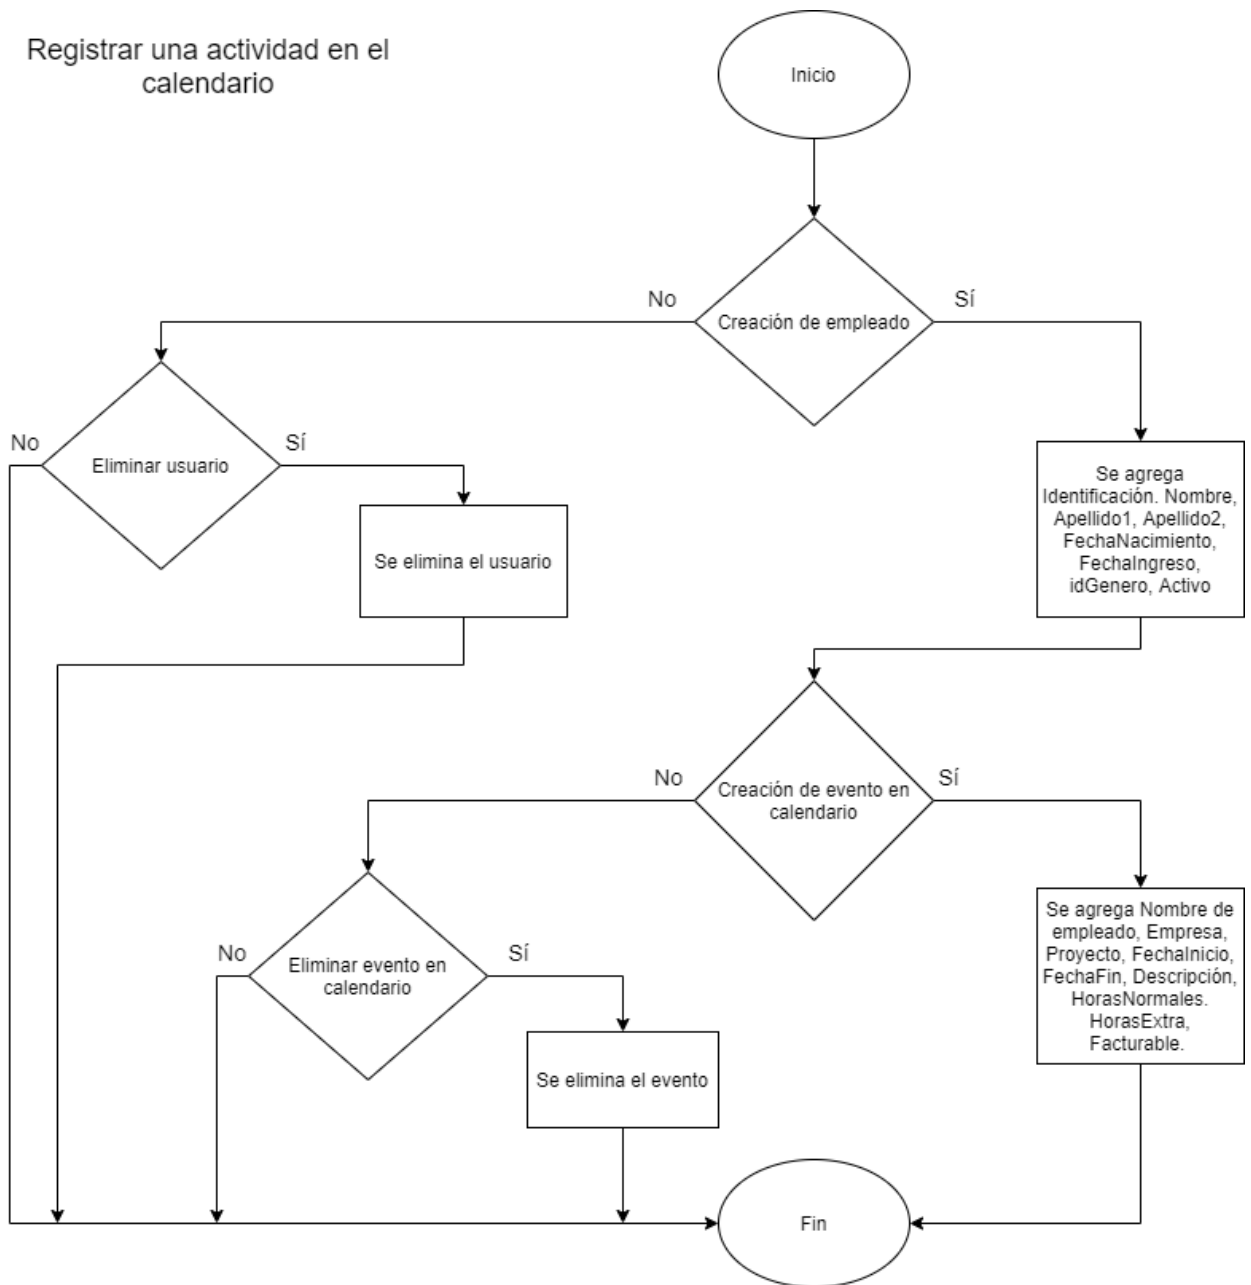 Registrar una actividad en el
calendario
Inicio
No
Sí
Creación de empleado
No
Sí
Eliminar usuario
Se elimina el usuario
Se agrega
Identificación. Nombre,
Apellido1, Apellido2,
FechaNacimiento,
FechaIngreso,
idGenero, Activo
No
Sí
Creación de evento en
calendario
No
Sí
Eliminar evento en
calendario
Se elimina el evento
Se agrega Nombre de
empleado, Empresa,
Proyecto, FechaInicio,
FechaFin, Descripción,
HorasNormales.
HorasExtra,
Facturable.
Fin